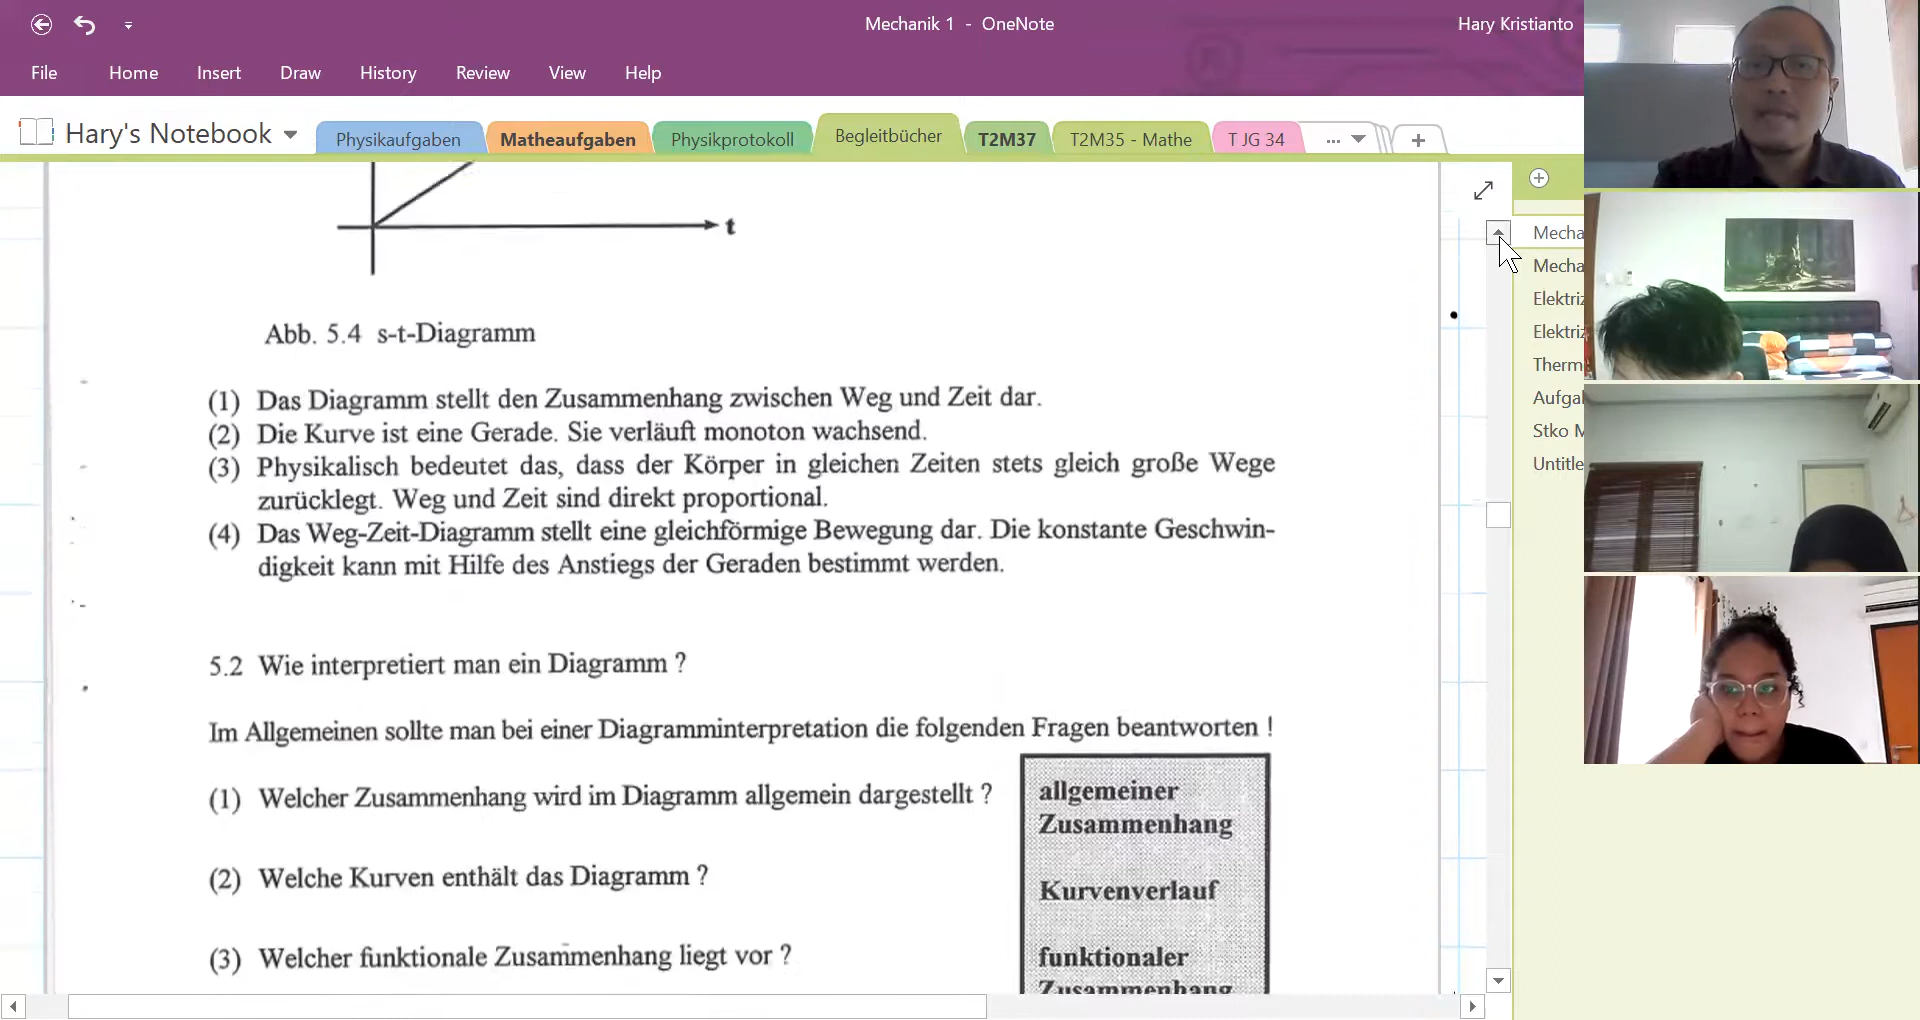 Mechanik 1 - OneNote
Hary Kristianto
File Home Insert Draw History Review View Help
Hary's Notebook
Physikaufgaben Matheaufgaben Physikprotokoll Begleitbücher T2M37 T2M35 - Mathe T JG 34 ...
t
Abb. 5.4 s-t-Diagramm
(1) Das Diagramm stellt den Zusammenhang zwischen Weg und Zeit dar.
(2) Die Kurve ist eine Gerade. Sie verläuft monoton wachsend.
(3) Physikalisch bedeutet das, dass der Körper in gleichen Zeiten stets gleich große Wege
zurücklegt. Weg und Zeit sind direkt proportional.
(4) Das Weg-Zeit-Diagramm stellt eine gleichförmige Bewegung dar. Die konstante Geschwin-
digkeit kann mit Hilfe des Anstiegs der Geraden bestimmt werden.
5.2 Wie interpretiert man ein Diagramm ?
Im Allgemeinen sollte man bei einer Diagramminterpretation die folgenden Fragen beantworten !
(1) Welcher Zusammenhang wird im Diagramm allgemein dargestellt ?
(2) Welche Kurven enthält das Diagramm ?
(3) Welcher funktionale Zusammenhang liegt vor ?
allgemeiner
Zusammenhang
Kurvenverlauf
funktionaler
Zusammenhang
Mecha
Mecha
Elektriz
Elektriz
Therm
Aufga
Stko M
Untitle